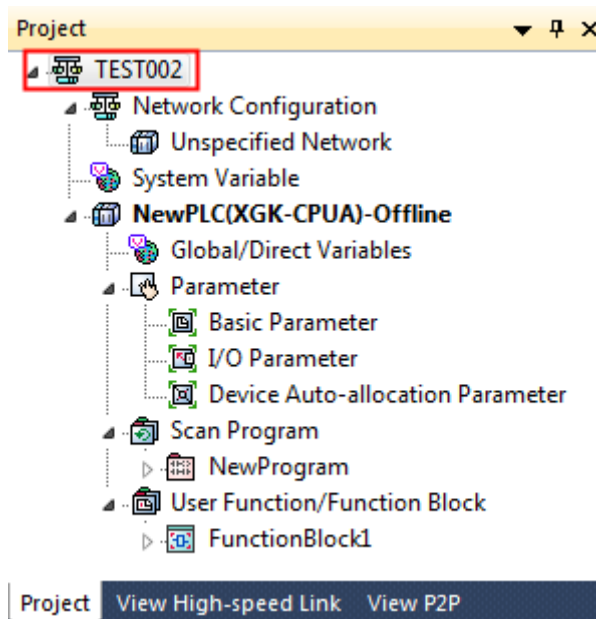 Project
TEST002
Network Configuration
Unspecified Network
System Variable
NewPLC(XGK-CPUA)-Offline
Global/Direct Variables
Parameter
Basic Parameter
I/O Parameter
Device Auto-allocation Parameter
Scan Program
NewProgram
User Function/Function Block
FunctionBlock1
Project View High-speed Link View P2P